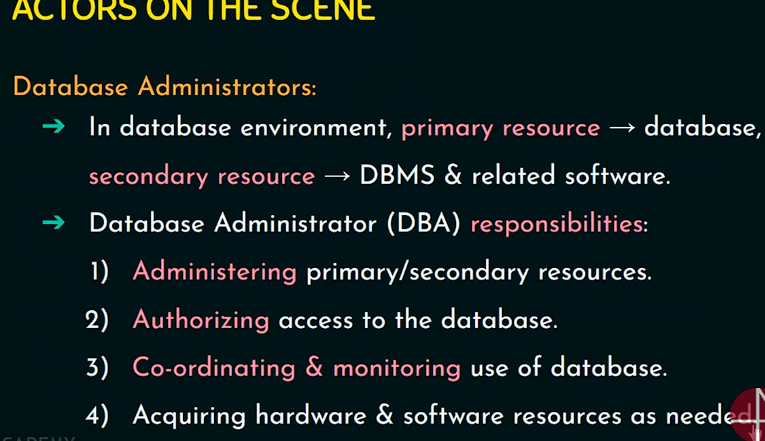 ACTORS ON THE SCENE
Database Administrators:
➔ In database environment, primary resource → database,
secondary resource → DBMS & related software.
➔ Database Administrator (DBA) responsibilities:
1) Administering primary/secondary resources.
2) Authorizing access to the database.
3) Co-ordinating & monitoring use of database.
4) Acquiring hardware & software resources as needed.